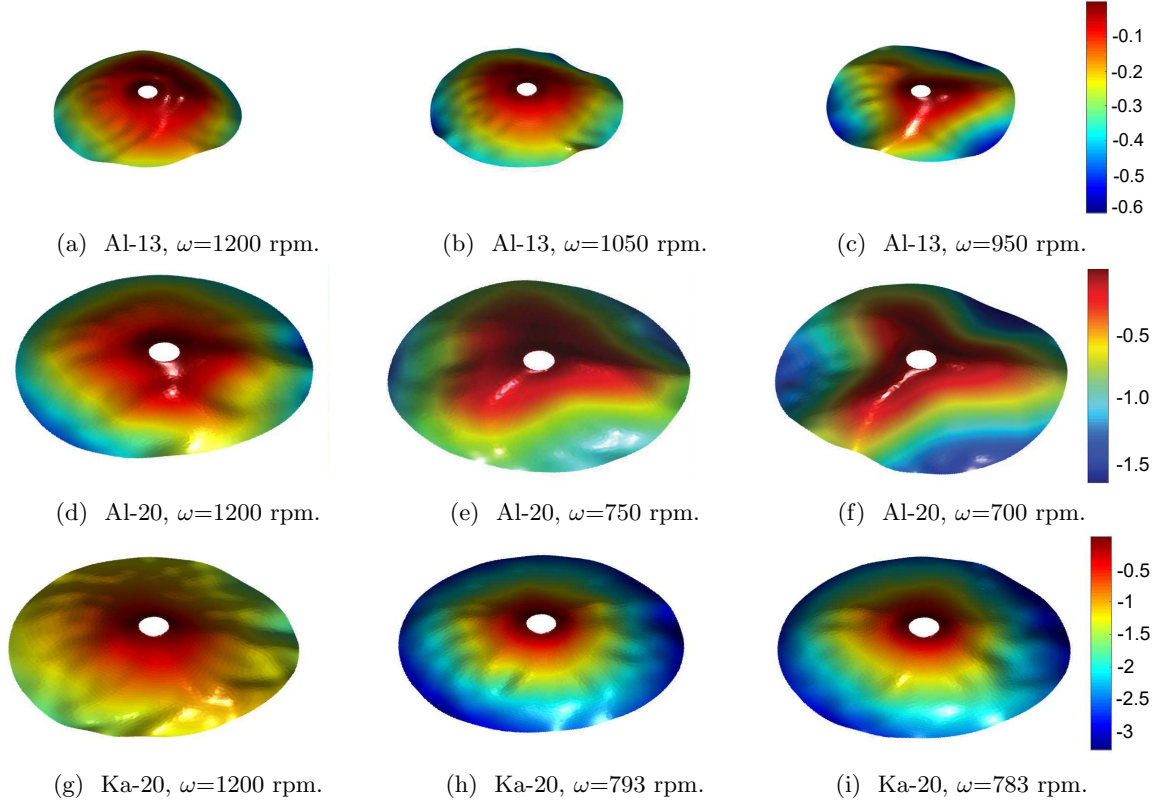 -0.1
-0.2
-0.3
-0.4
-0.5
-0.6
(a) Al-13, ω=1200 rpm.
(b) Al-13, ω=1050 rpm.
(c) Al-13, ω=950 rpm.
-0.5
-1.0
-1.5
(d) Al-20, ω=1200 rpm.
(e) Al-20, ω=750 rpm.
(f) Al-20, ω=700 rpm.
-0.5
-1
-1.5
-2
-2.5
-3
(g) Ka-20, ω=1200 rpm.
(h) Ka-20, ω=793 rpm.
(i) Ka-20, ω=783 rpm.